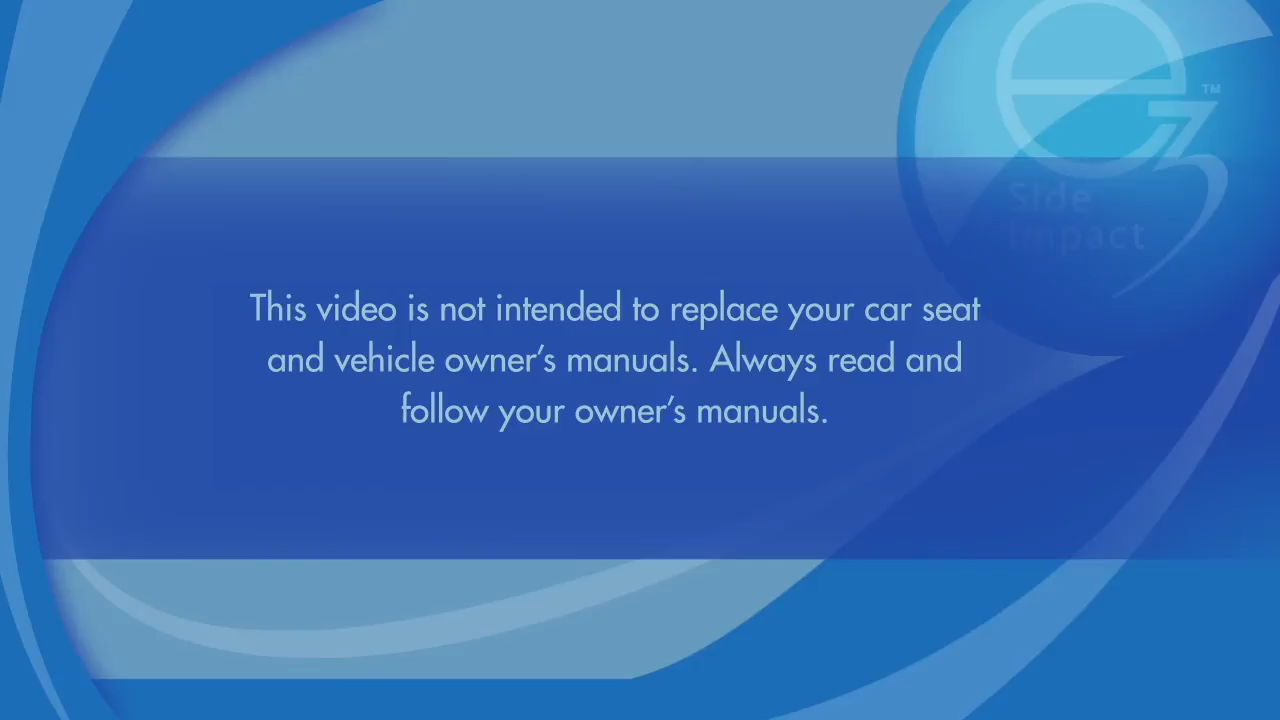 e3™
Side
Impact
This video is not intended to replace your car seat
and vehicle owner’s manuals. Always read and
follow your owner’s manuals.